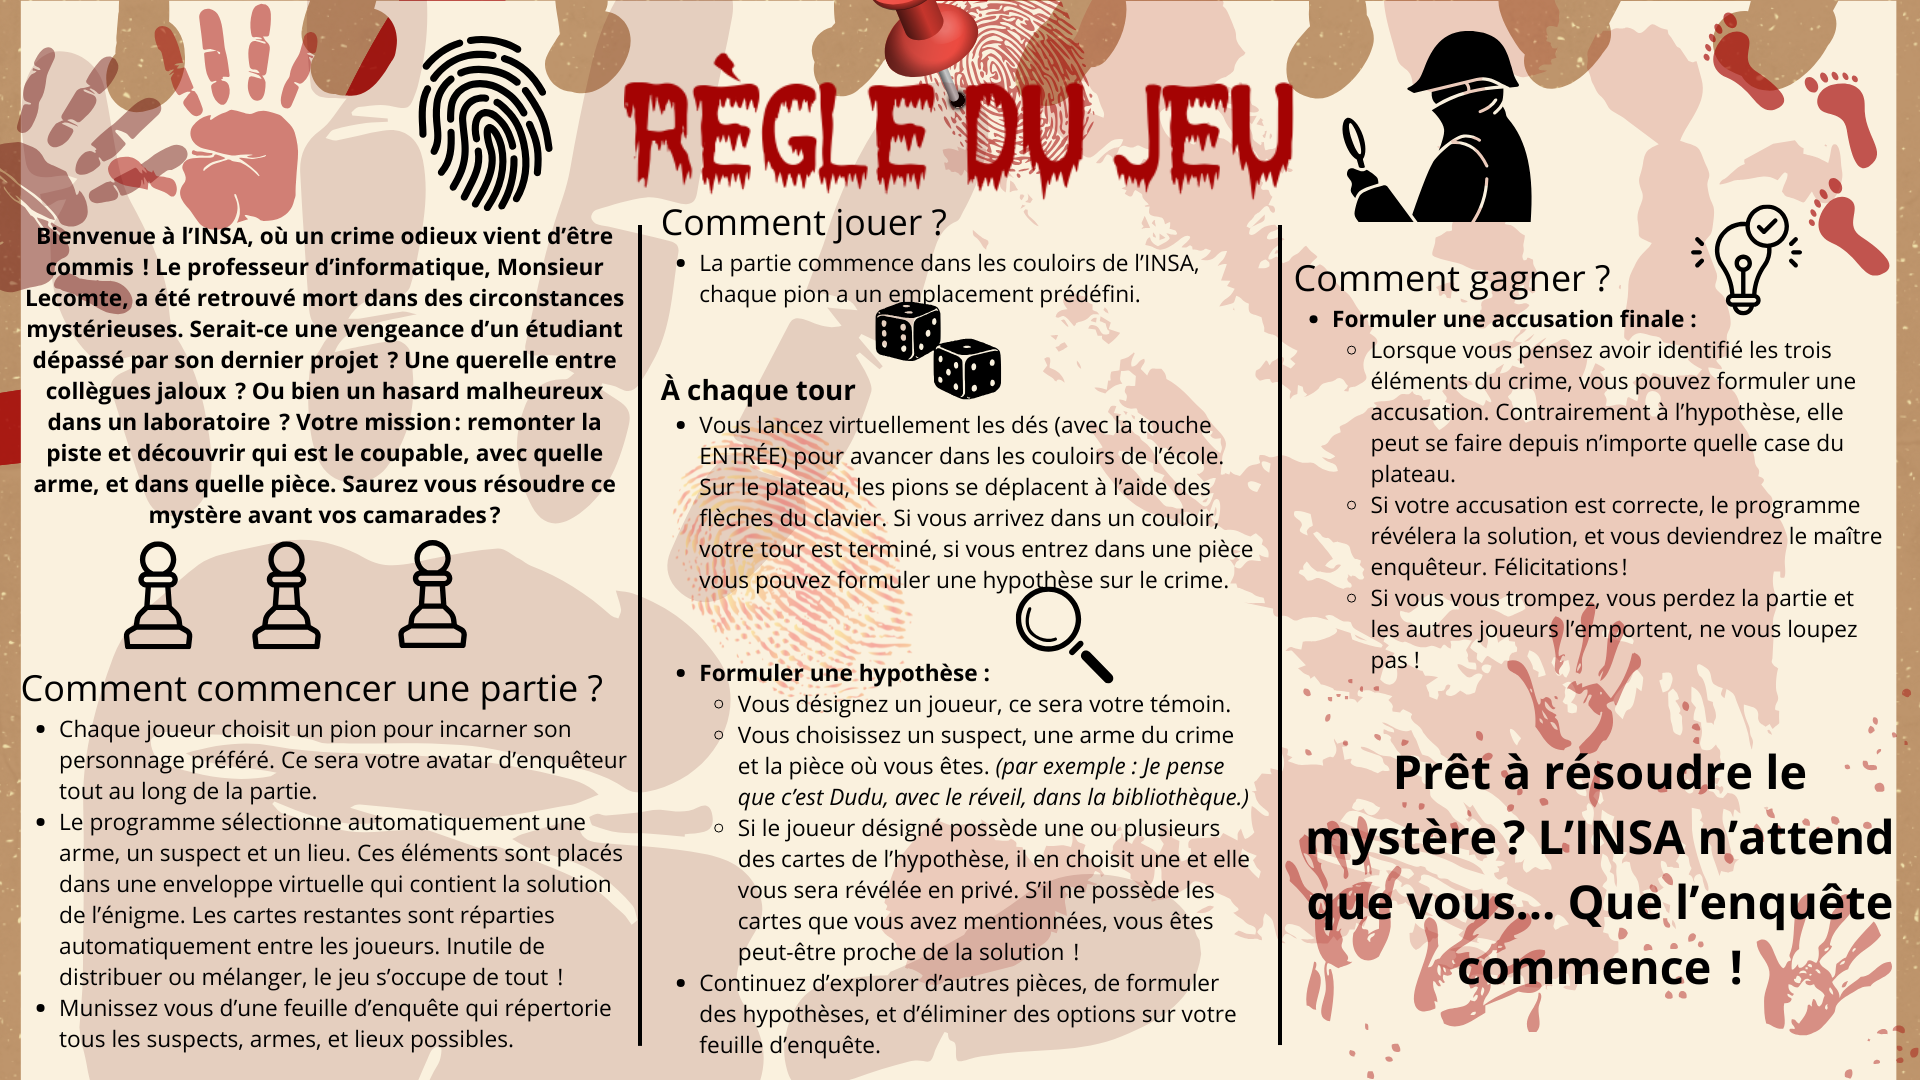 RÈGLE DU JEU
Bienvenue à l’INSA, où un crime odieux vient d’être
commis ! Le professeur d’informatique, Monsieur
Lecomte, a été retrouvé mort dans des circonstances
mystérieuses. Serait-ce une vengeance d’un étudiant
dépassé par son dernier projet ? Une querelle entre
collègues jaloux ? Ou bien un hasard malheureux
dans un laboratoire ? Votre mission : remonter la
piste et découvrir qui est le coupable, avec quelle
arme, et dans quelle pièce. Saurez vous résoudre ce
mystère avant vos camarades ?
Comment commencer une partie ?
• Chaque joueur choisit un pion pour incarner son
personnage préféré. Ce sera votre avatar d’enquêteur
tout au long de la partie.
• Le programme sélectionne automatiquement une
arme, un suspect et un lieu. Ces éléments sont placés
dans une enveloppe virtuelle qui contient la solution
de l’énigme. Les cartes restantes sont réparties
automatiquement entre les joueurs. Inutile de
distribuer ou mélanger, le jeu s’occupe de tout !
• Munissez vous d’une feuille d’enquête qui répertorie
tous les suspects, armes, et lieux possibles.
Comment jouer ?
• La partie commence dans les couloirs de l’INSA,
chaque pion a un emplacement prédéfini.
À chaque tour
• Vous lancez virtuellement les dés (avec la touche
ENTRÉE) pour avancer dans les couloirs de l’école.
Sur le plateau, les pions se déplacent à l’aide des
flèches du clavier. Si vous arrivez dans un couloir,
votre tour est terminé, si vous entrez dans une pièce
vous pouvez formuler une hypothèse sur le crime.
• Formuler une hypothèse :
○ Vous désignez un joueur, ce sera votre témoin.
○ Vous choisissez un suspect, une arme du crime
et la pièce où vous êtes. (par exemple : Je pense
que c’est Dudu, avec le réveil, dans la bibliothèque.)
○ Si le joueur désigné possède une ou plusieurs
des cartes de l’hypothèse, il en choisit une et elle
vous sera révélée en privé. S’il ne possède les
cartes que vous avez mentionnées, vous êtes
peut-être proche de la solution !
• Continuez d’explorer d’autres pièces, de formuler
des hypothèses, et d’éliminer des options sur votre
feuille d’enquête.
Comment gagner ?
• Formuler une accusation finale :
○ Lorsque vous pensez avoir identifié les trois
éléments du crime, vous pouvez formuler une
accusation. Contrairement à l’hypothèse, elle
peut se faire depuis n’importe quelle case du
plateau.
○ Si votre accusation est correcte, le programme
révélera la solution, et vous deviendrez le maître
enquêteur. Félicitations !
○ Si vous vous trompez, vous perdez la partie et
les autres joueurs l’emportent, ne vous loupez
pas !
Prêt à résoudre le
mystère ? L’INSA n’attend
que vous... Que l’enquête
commence !